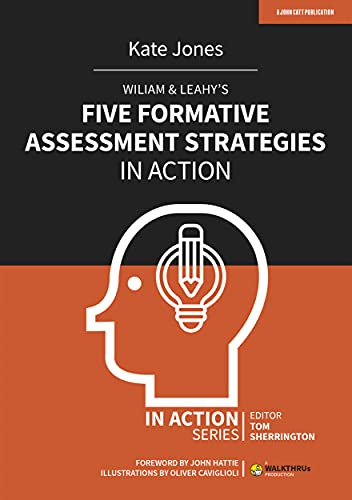 A JOHN CATT PUBLICATION
Kate Jones
WILIAM & LEAHY'S
FIVE FORMATIVE
ASSESSMENT STRATEGIES
IN ACTION
IN ACTION
SERIES
EDITOR
TOM
SHERRINGTON
FOREWORD BY JOHN HATTIE
ILLUSTRATIONS BY OLIVER CAVIGLIOLI
A
WALKTHRUs
PRODUCTION